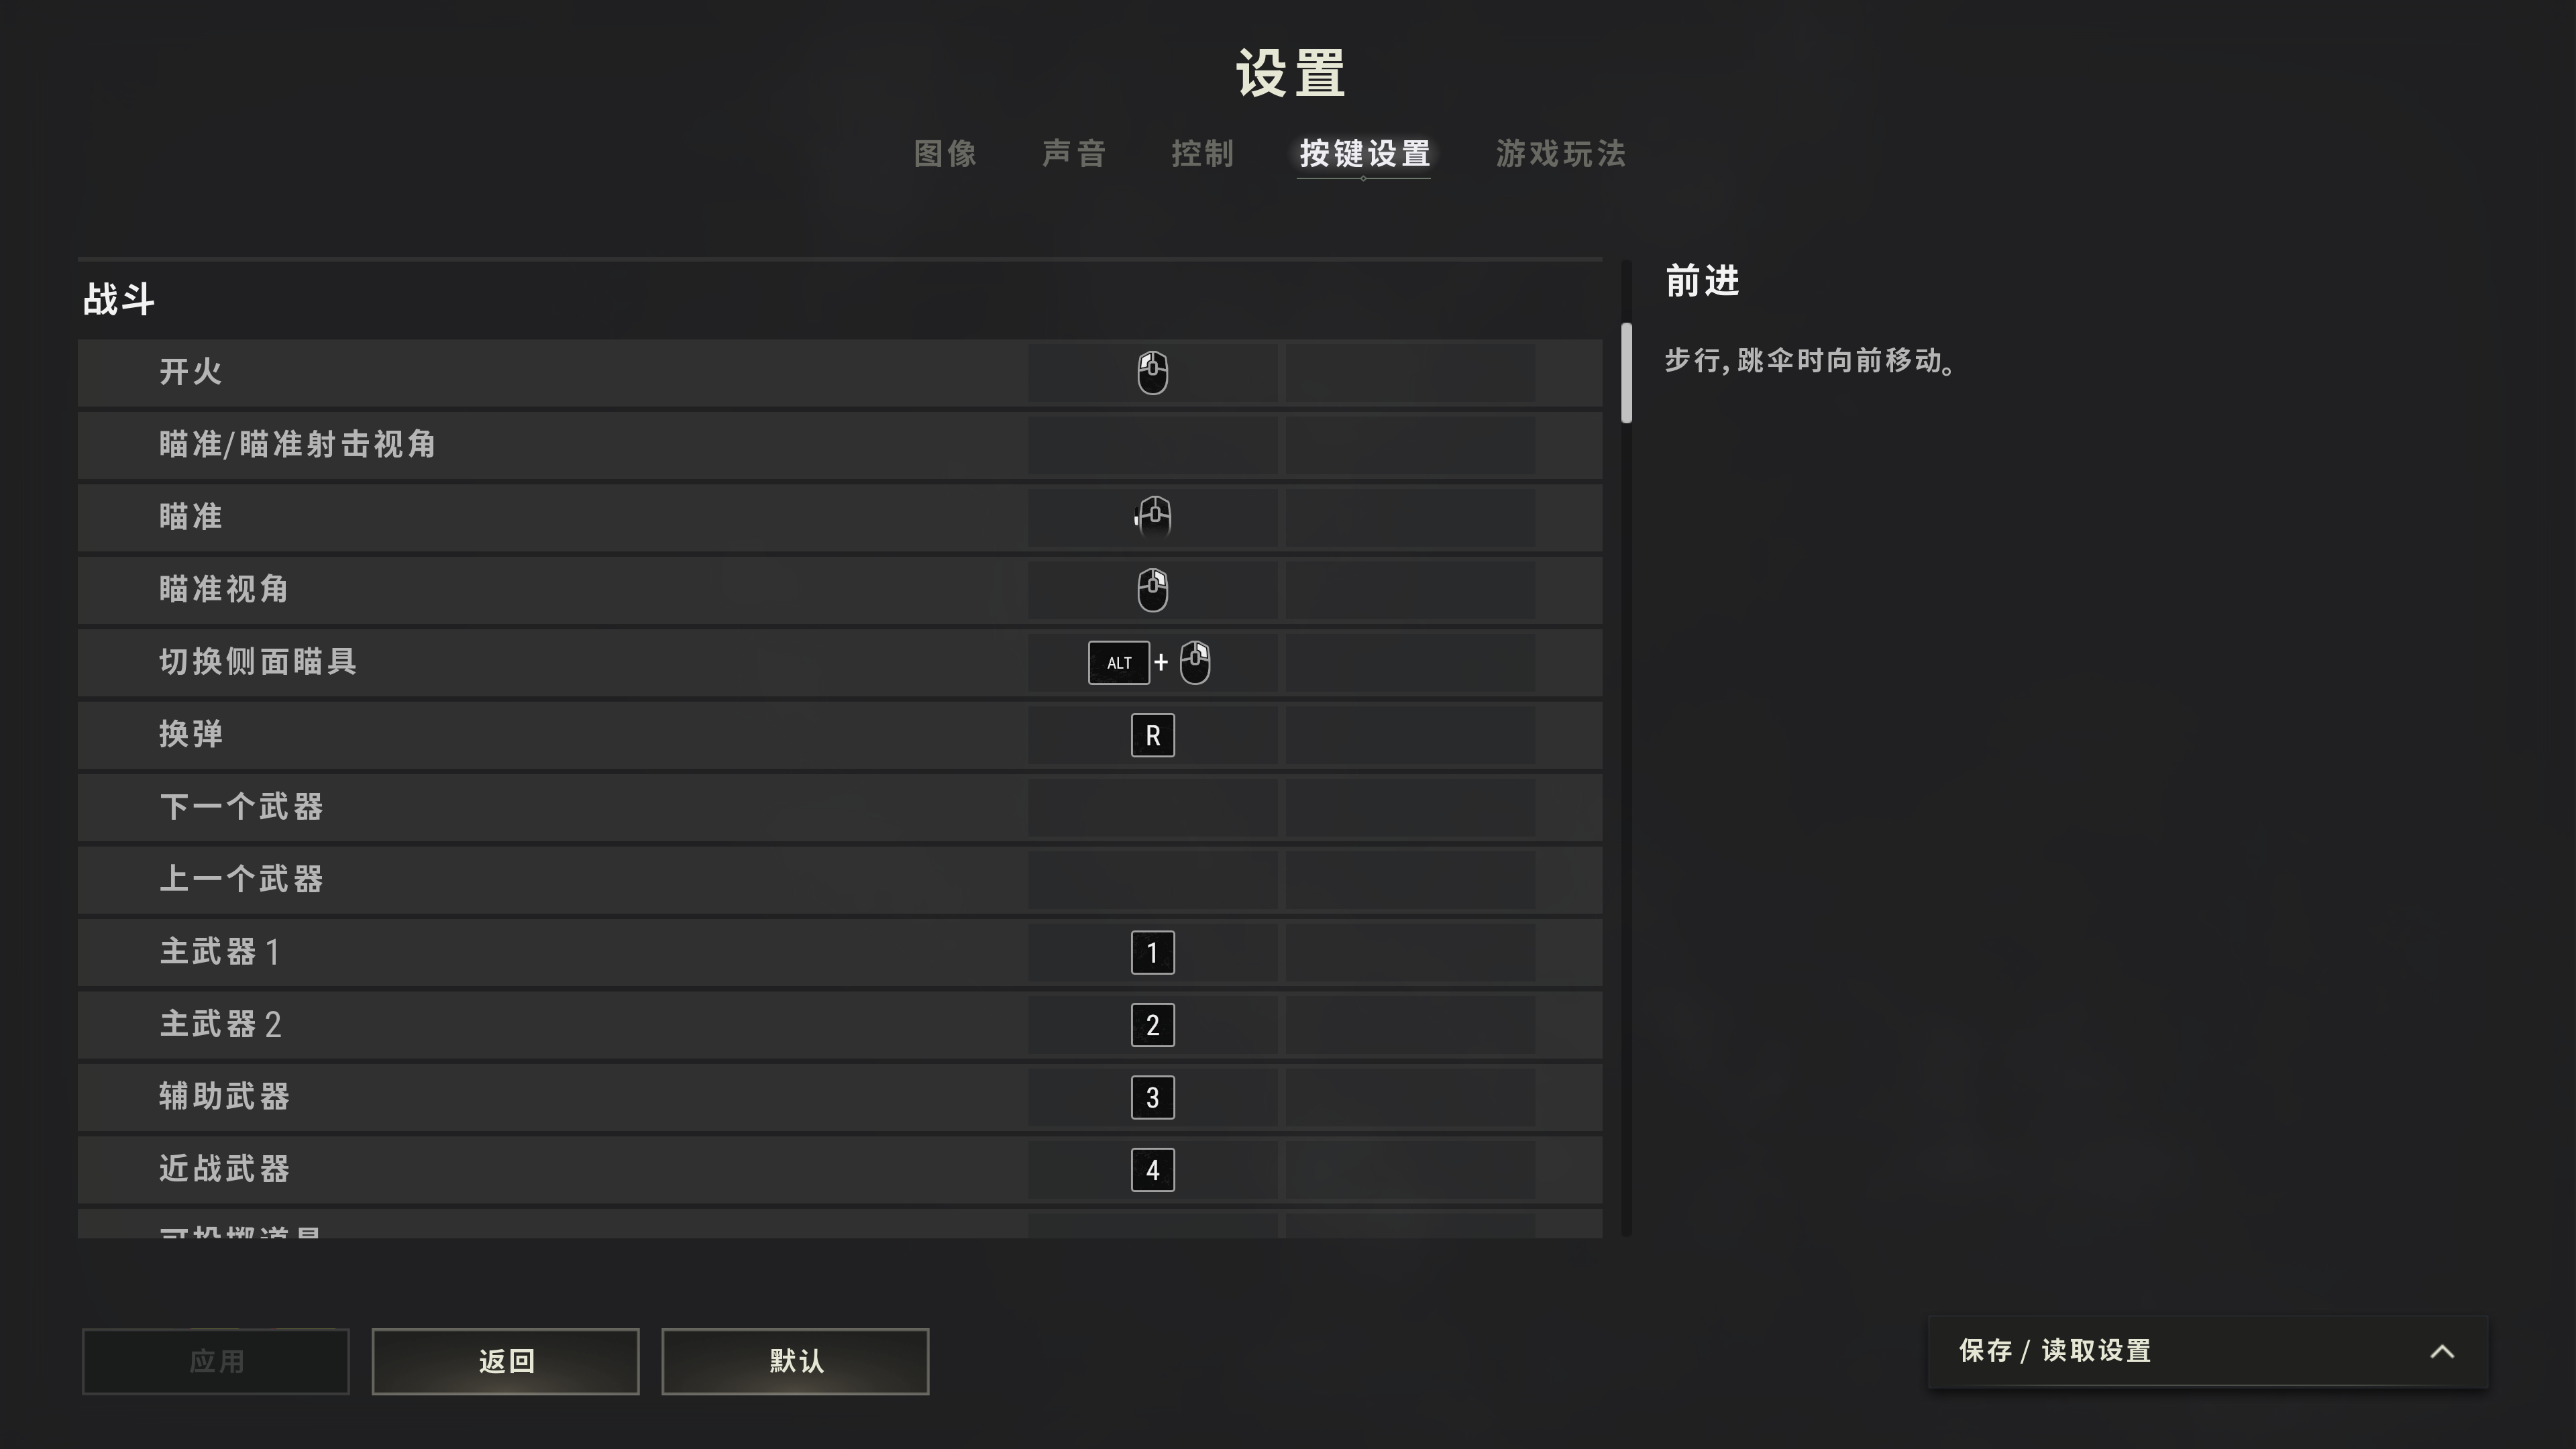 设置
图像 声音 控制 按键设置 游戏玩法
战斗
前进
步行,跳伞时向前移动。
开火
瞄准/瞄准射击视角
瞄准
瞄准视角
切换侧面瞄具 ALT +
换弹 R
下一个武器
上一个武器
主武器 1 1
主武器 2 2
辅助武器 3
近战武器 4
可投掷道具
应用 返回 默认 保存 / 读取设置